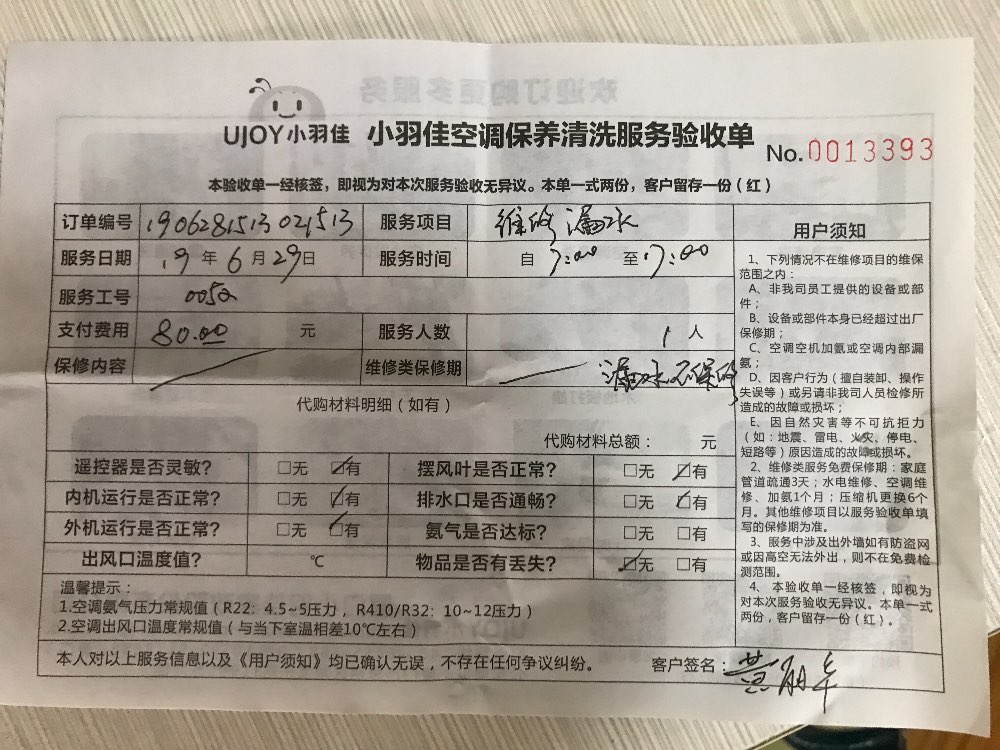 欢迎订购更多服务
UJOY小羽佳 小羽佳空调保养清洗服务验收单
No.0013393
本验收单一经核签，即视为对本次服务验收无异议。本单一式两份，客户留存一份（红）
订单编号 1906281513021513 服务项目 维修 漏水
服务日期 19 年 6 月 29 日 服务时间 自 7:00 至 17:00
服务工号 0052
支付费用 80.00 元 服务人数 1 人
保修内容 维修类保修期 漏水不保修
代购材料明细（如有）
代购材料总额： 元
遥控器是否灵敏？ □无 ☑有 摆风叶是否正常？ □无 ☑有
内机运行是否正常？ □无 ☑有 排水口是否通畅？ □无 ☑有
外机运行是否正常？ □无 ☑有 氨气是否达标？ □无 □有
出风口温度值？ ℃ 物品是否有丢失？ ☑无 □有
温馨提示：
1.空调氨气压力常规值（R22：4.5~5压力，R410/R32：10~12压力）
2.空调出风口温度常规值（与当下室温相差10℃左右）
本人对以上服务信息以及《用户须知》均已确认无误，不存在任何争议纠纷。 客户签名：黄
用户须知
1、下列情况不在维修项目的维保
范围之内：
A、非我司员工提供的设备或部
件；
B、设备或部件本身已经超过出厂
保修期；
C、空调空机加氨或空调内部漏
氨；
D、因客户行为（擅自装卸、操作
失误等）或另请非我司人员检修所
造成的故障或损坏；
E、因自然灾害等不可抗拒力
（如：地震、雷电、火灾、停电、
短路等）原因造成的故障或损坏。
2、维修类服务免费保修期：家庭
管道疏通3天；水电维修、空调维
修、加氨1个月；压缩机更换6个
月。其他维修项目以服务验收单填
写的保修期为准。
3、服务中涉及出外墙如有防盗网
或因高空无法外出，则不在免费检
测范围。
4、本验收单一经核签，即视为
对本次服务验收无异议。本单一式
两份，客户留存一份（红）。